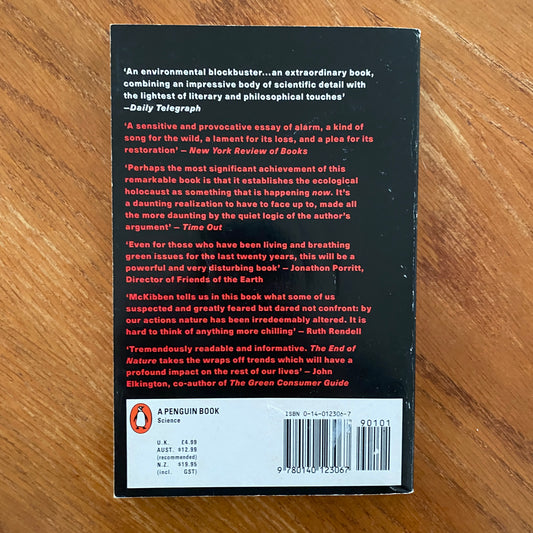 ‘An environmental blockbuster...an extraordinary book,
combining an impressive body of scientific detail with
the lightest of literary and philosophical touches’
—Daily Telegraph
‘A sensitive and provocative essay of alarm, a kind of
song for the wild, a lament for its loss, and a plea for its
restoration’ — New York Review of Books
‘Perhaps the most significant achievement of this
remarkable book is that it establishes the ecological
holocaust as something that is happening now. It’s
a daunting realization to have to face up to, made all
the more daunting by the quiet logic of the author’s
argument’ — Time Out
‘Even for those who have been living and breathing
green issues for the last twenty years, this will be a
powerful and very disturbing book’ — Jonathon Porritt,
Director of Friends of the Earth
‘McKibben tells us in this book what some of us
suspected and greatly feared but dared not confront: by
our actions nature has been irredeemably altered. It is
hard to think of anything more chilling’ — Ruth Rendell
‘Tremendously readable and informative. The End of
Nature takes the wraps off trends which will have a
profound impact on the rest of our lives’ — John
Elkington, co-author of The Green Consumer Guide
A PENGUIN BOOK
Science
U.K. £4.99
AUST. $12.99
(recommended)
N.Z. $19.95
(incl. GST)
ISBN 0-14-012306-7
90101
9 780140 123067